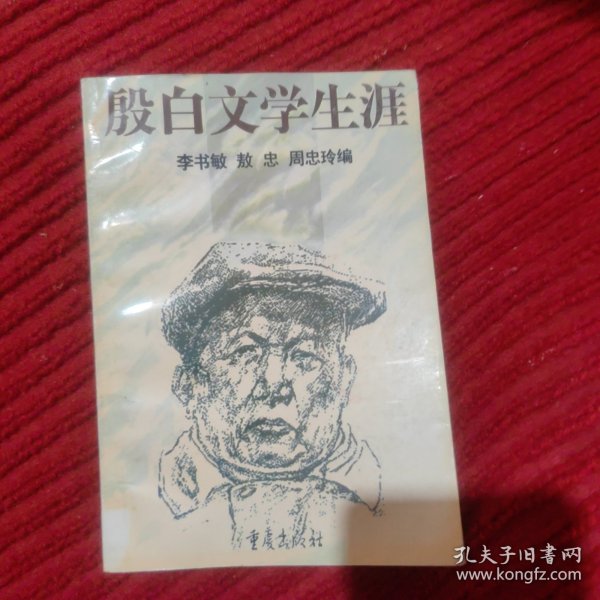 殷白文学生涯
李书敏 敖忠 周忠玲编
重庆出版社
孔夫子旧书网
www.kongfz.com